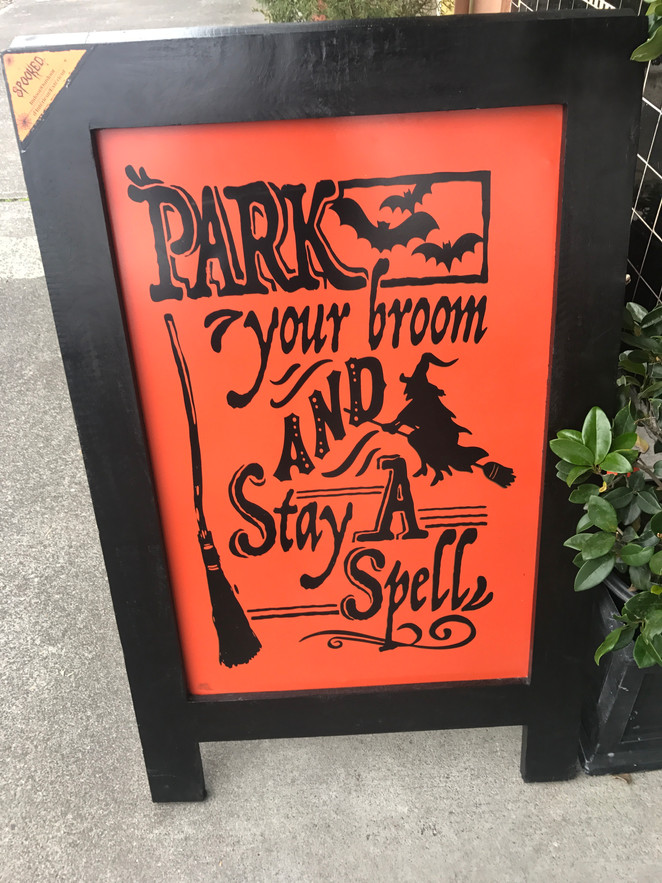 SPOOKED
PARK
your broom
AND
Stay A
Spell